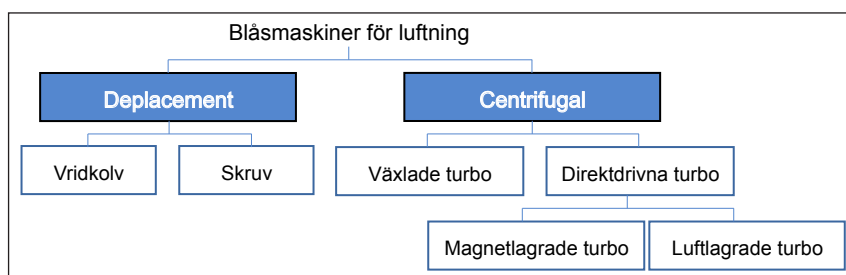 Blåsmaskiner för luftning
Deplacement
Centrifugal
Vridkolv
Skruv
Växlade turbo
Direktdrivna turbo
Magnetlagrade turbo
Luftlagrade turbo